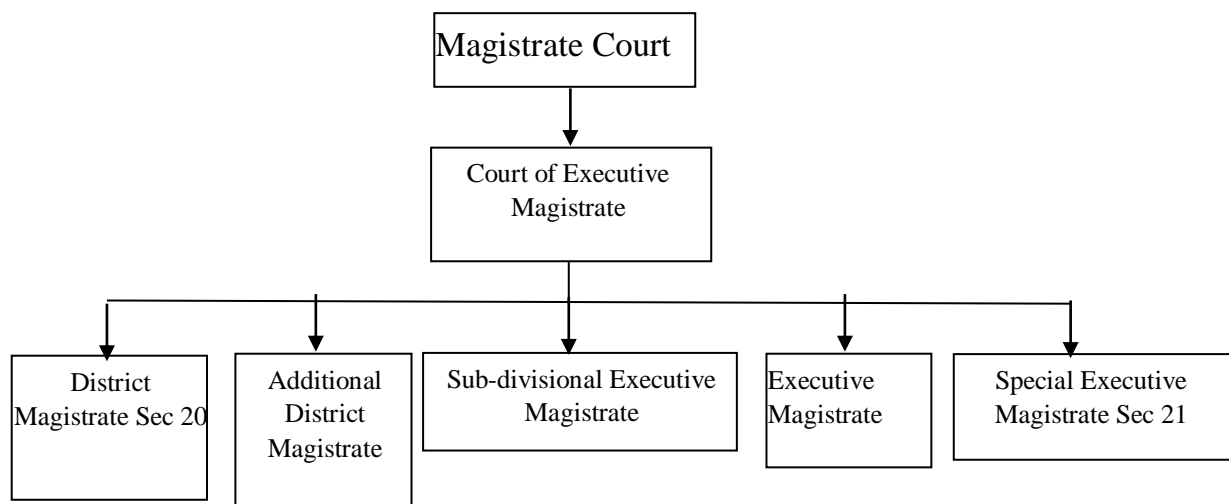 Magistrate Court
Court of Executive
Magistrate
District
Magistrate Sec 20
Additional
District
Magistrate
Sub-divisional Executive
Magistrate
Executive
Magistrate
Special Executive
Magistrate Sec 21